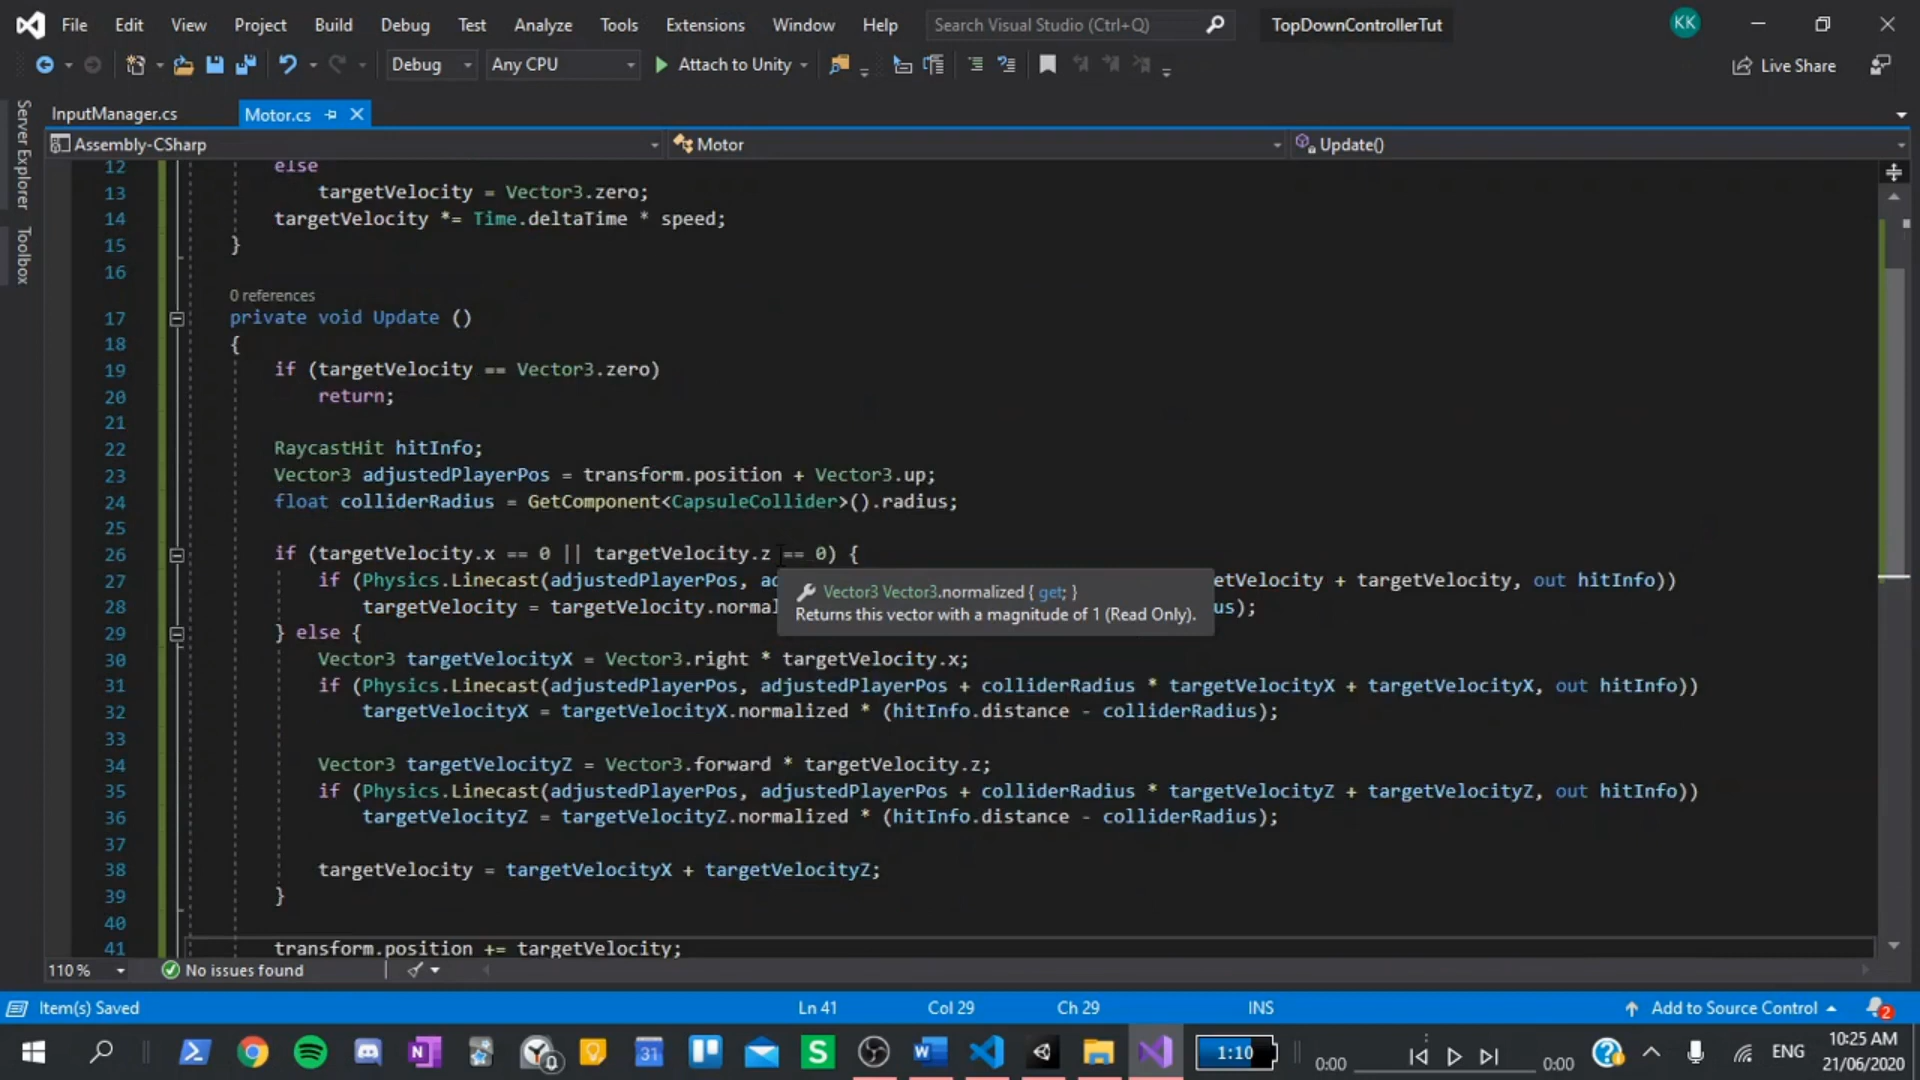 File Edit View Project Build Debug Test Analyze Tools Extensions Window Help Search Visual Studio (Ctrl+Q) TopDownControllerTut KK
Debug Any CPU Attach to Unity Live Share
InputManager.cs Motor.cs
Assembly-CSharp Motor Update()
Server Explorer
Toolbox
12 else
13 targetVelocity = Vector3.zero;
14 targetVelocity *= Time.deltaTime * speed;
15 }
16
0 references
17 private void Update ()
18 {
19 if (targetVelocity == Vector3.zero)
20 return;
21
22 RaycastHit hitInfo;
23 Vector3 adjustedPlayerPos = transform.position + Vector3.up;
24 float colliderRadius = GetComponent<CapsuleCollider>().radius;
25
26 if (targetVelocity.x == 0 || targetVelocity.z == 0) {
27 if (Physics.Linecast(adjustedPlayerPos, ad etVelocity + targetVelocity, out hitInfo))
Vector3 Vector3.normalized { get; }
Returns this vector with a magnitude of 1 (Read Only).
28 targetVelocity = targetVelocity.normal us);
29 } else {
30 Vector3 targetVelocityX = Vector3.right * targetVelocity.x;
31 if (Physics.Linecast(adjustedPlayerPos, adjustedPlayerPos + colliderRadius * targetVelocityX + targetVelocityX, out hitInfo))
32 targetVelocityX = targetVelocityX.normalized * (hitInfo.distance - colliderRadius);
33
34 Vector3 targetVelocityZ = Vector3.forward * targetVelocity.z;
35 if (Physics.Linecast(adjustedPlayerPos, adjustedPlayerPos + colliderRadius * targetVelocityZ + targetVelocityZ, out hitInfo))
36 targetVelocityZ = targetVelocityZ.normalized * (hitInfo.distance - colliderRadius);
37
38 targetVelocity = targetVelocityX + targetVelocityZ;
39 }
40
41 transform.position += targetVelocity;
110 % No issues found
Item(s) Saved Ln 41 Col 29 Ch 29 INS Add to Source Control 2
31 S 1:10 0:00 0:00 ENG 10:25 AM
21/06/2020